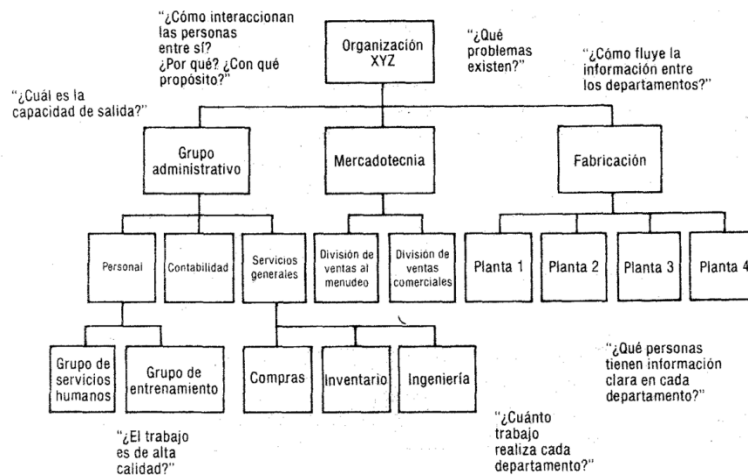 "¿Cómo interaccionan
las personas
entre sí?
¿Por qué? ¿Con qué
propósito?"
Organización
XYZ
"¿Qué
problemas
existen?"
"¿Cómo fluye la
información entre
los departamentos?"
"¿Cuál es la
capacidad de salida?"
Grupo
administrativo
Mercadotecnia
Fabricación
Personal
Contabilidad
Servicios
generales
División de
ventas al
menudeo
División de
ventas
comerciales
Planta 1
Planta 2
Planta 3
Planta 4
Grupo de
servicios
humanos
Grupo de
entrenamiento
Compras
Inventario
Ingeniería
"¿Qué personas
tienen información
clara en cada
departamento?"
"¿El trabajo
es de alta
calidad?"
"¿Cuánto
trabajo
realiza cada
departamento?"